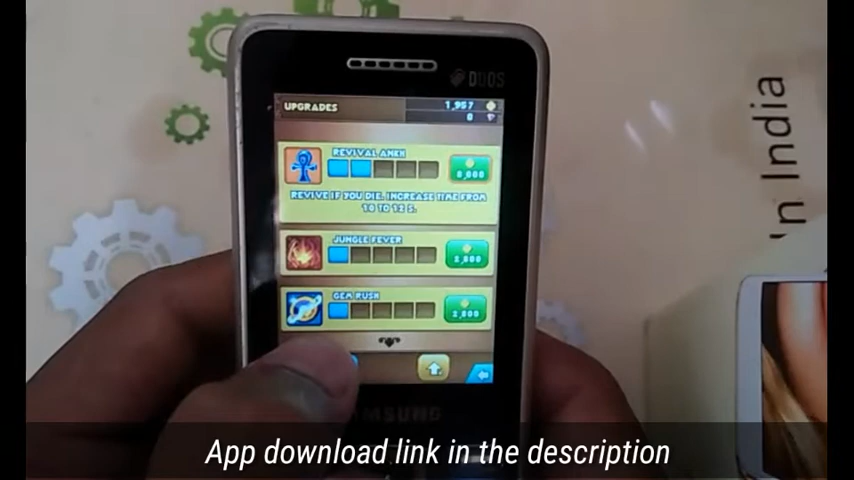 DUOS
UPGRADES
1,957
0
REVIVAL ANKH
8,000
REVIVE IF YOU DIE. INCREASE TIME FROM
10 TO 12 S.
JUNGLE FEVER
2,800
GEM RUSH
2,800
SAMSUNG
'n India
App download link in the description